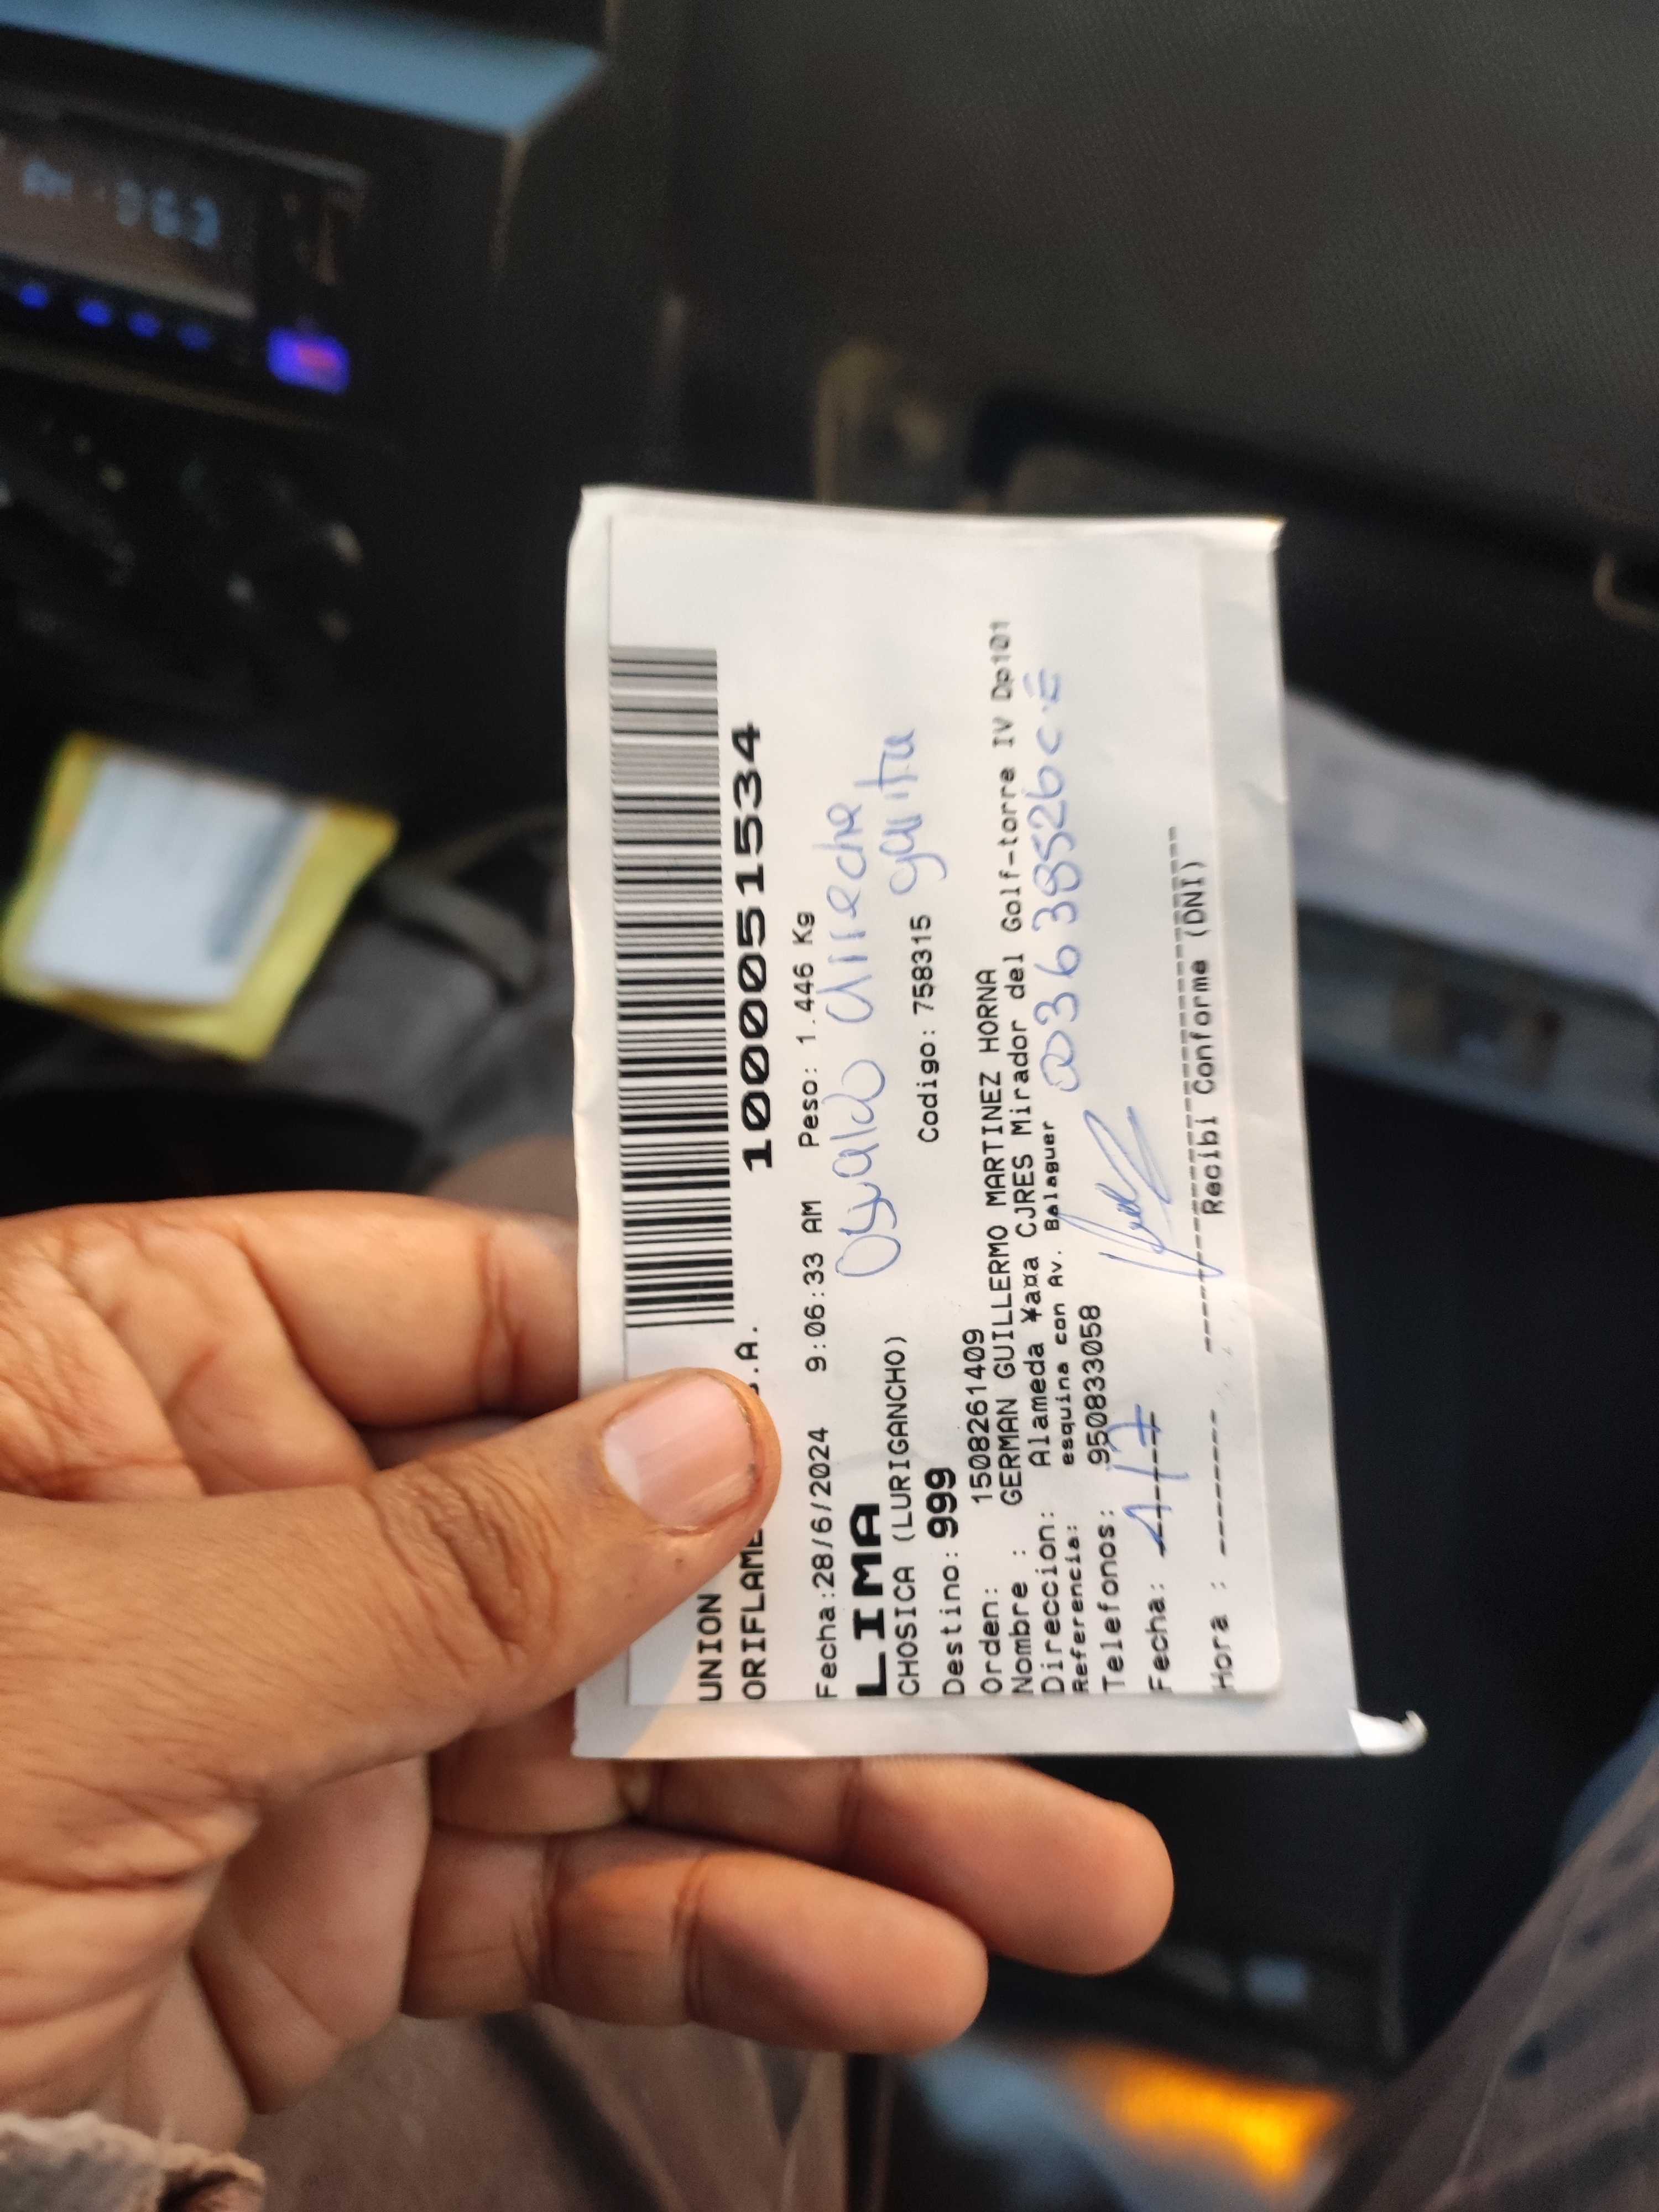 1000051534
UNION
ORIFLAME .A.
Fecha:28/6/2024 9:06:33 AM Peso: 1.446 Kg
LIMA
CHOSICA (LURIGANCHO)
Destino: 999 Codigo: 758315
Orden: 1508261409
Nombre : GERMAN GUILLERMO MARTINEZ HORNA
Direccion: Alameda ¥a¤a CJRES Mirador del Golf-torre IV Dp101
Referencia: esquina con Av. Balaguer
Telefonos: 950833058
Fecha: 1/7
Hora :
Recibi Conforme (DNI)